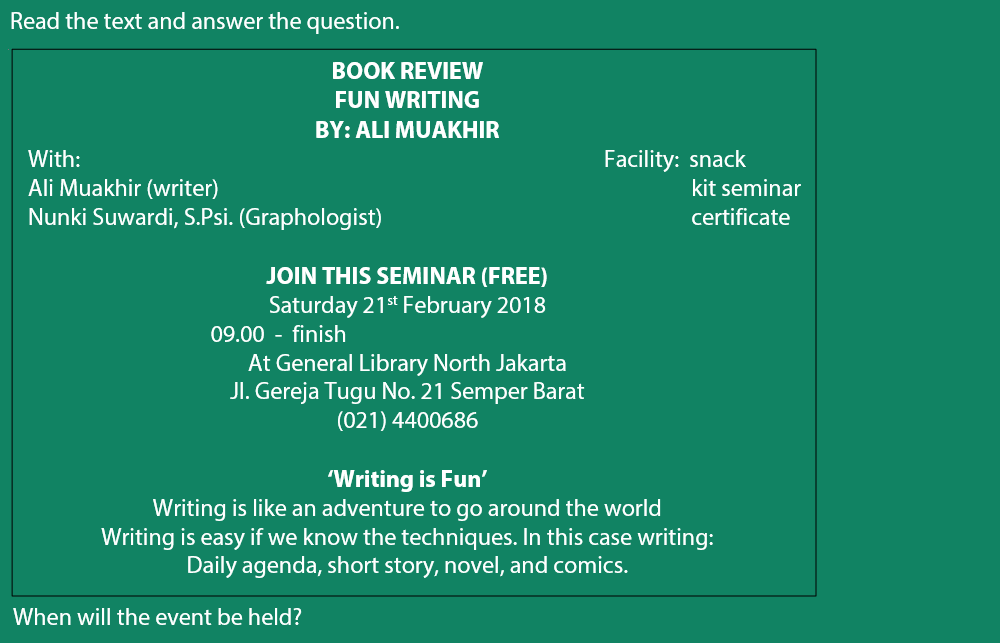 Read the text and answer the question.
BOOK REVIEW
FUN WRITING
BY: ALI MUAKHIR
With:
Facility: snack
Ali Muakhir (writer)
kit seminar
Nunki Suwardi, S.Psi. (Graphologist)
certificate
JOIN THIS SEMINAR (FREE)
Saturday 21st February 2018
09.00 - finish
At General Library North Jakarta
Jl. Gereja Tugu No. 21 Semper Barat
(021) 4400686
‘Writing is Fun’
Writing is like an adventure to go around the world
Writing is easy if we know the techniques. In this case writing:
Daily agenda, short story, novel, and comics.
When will the event be held?